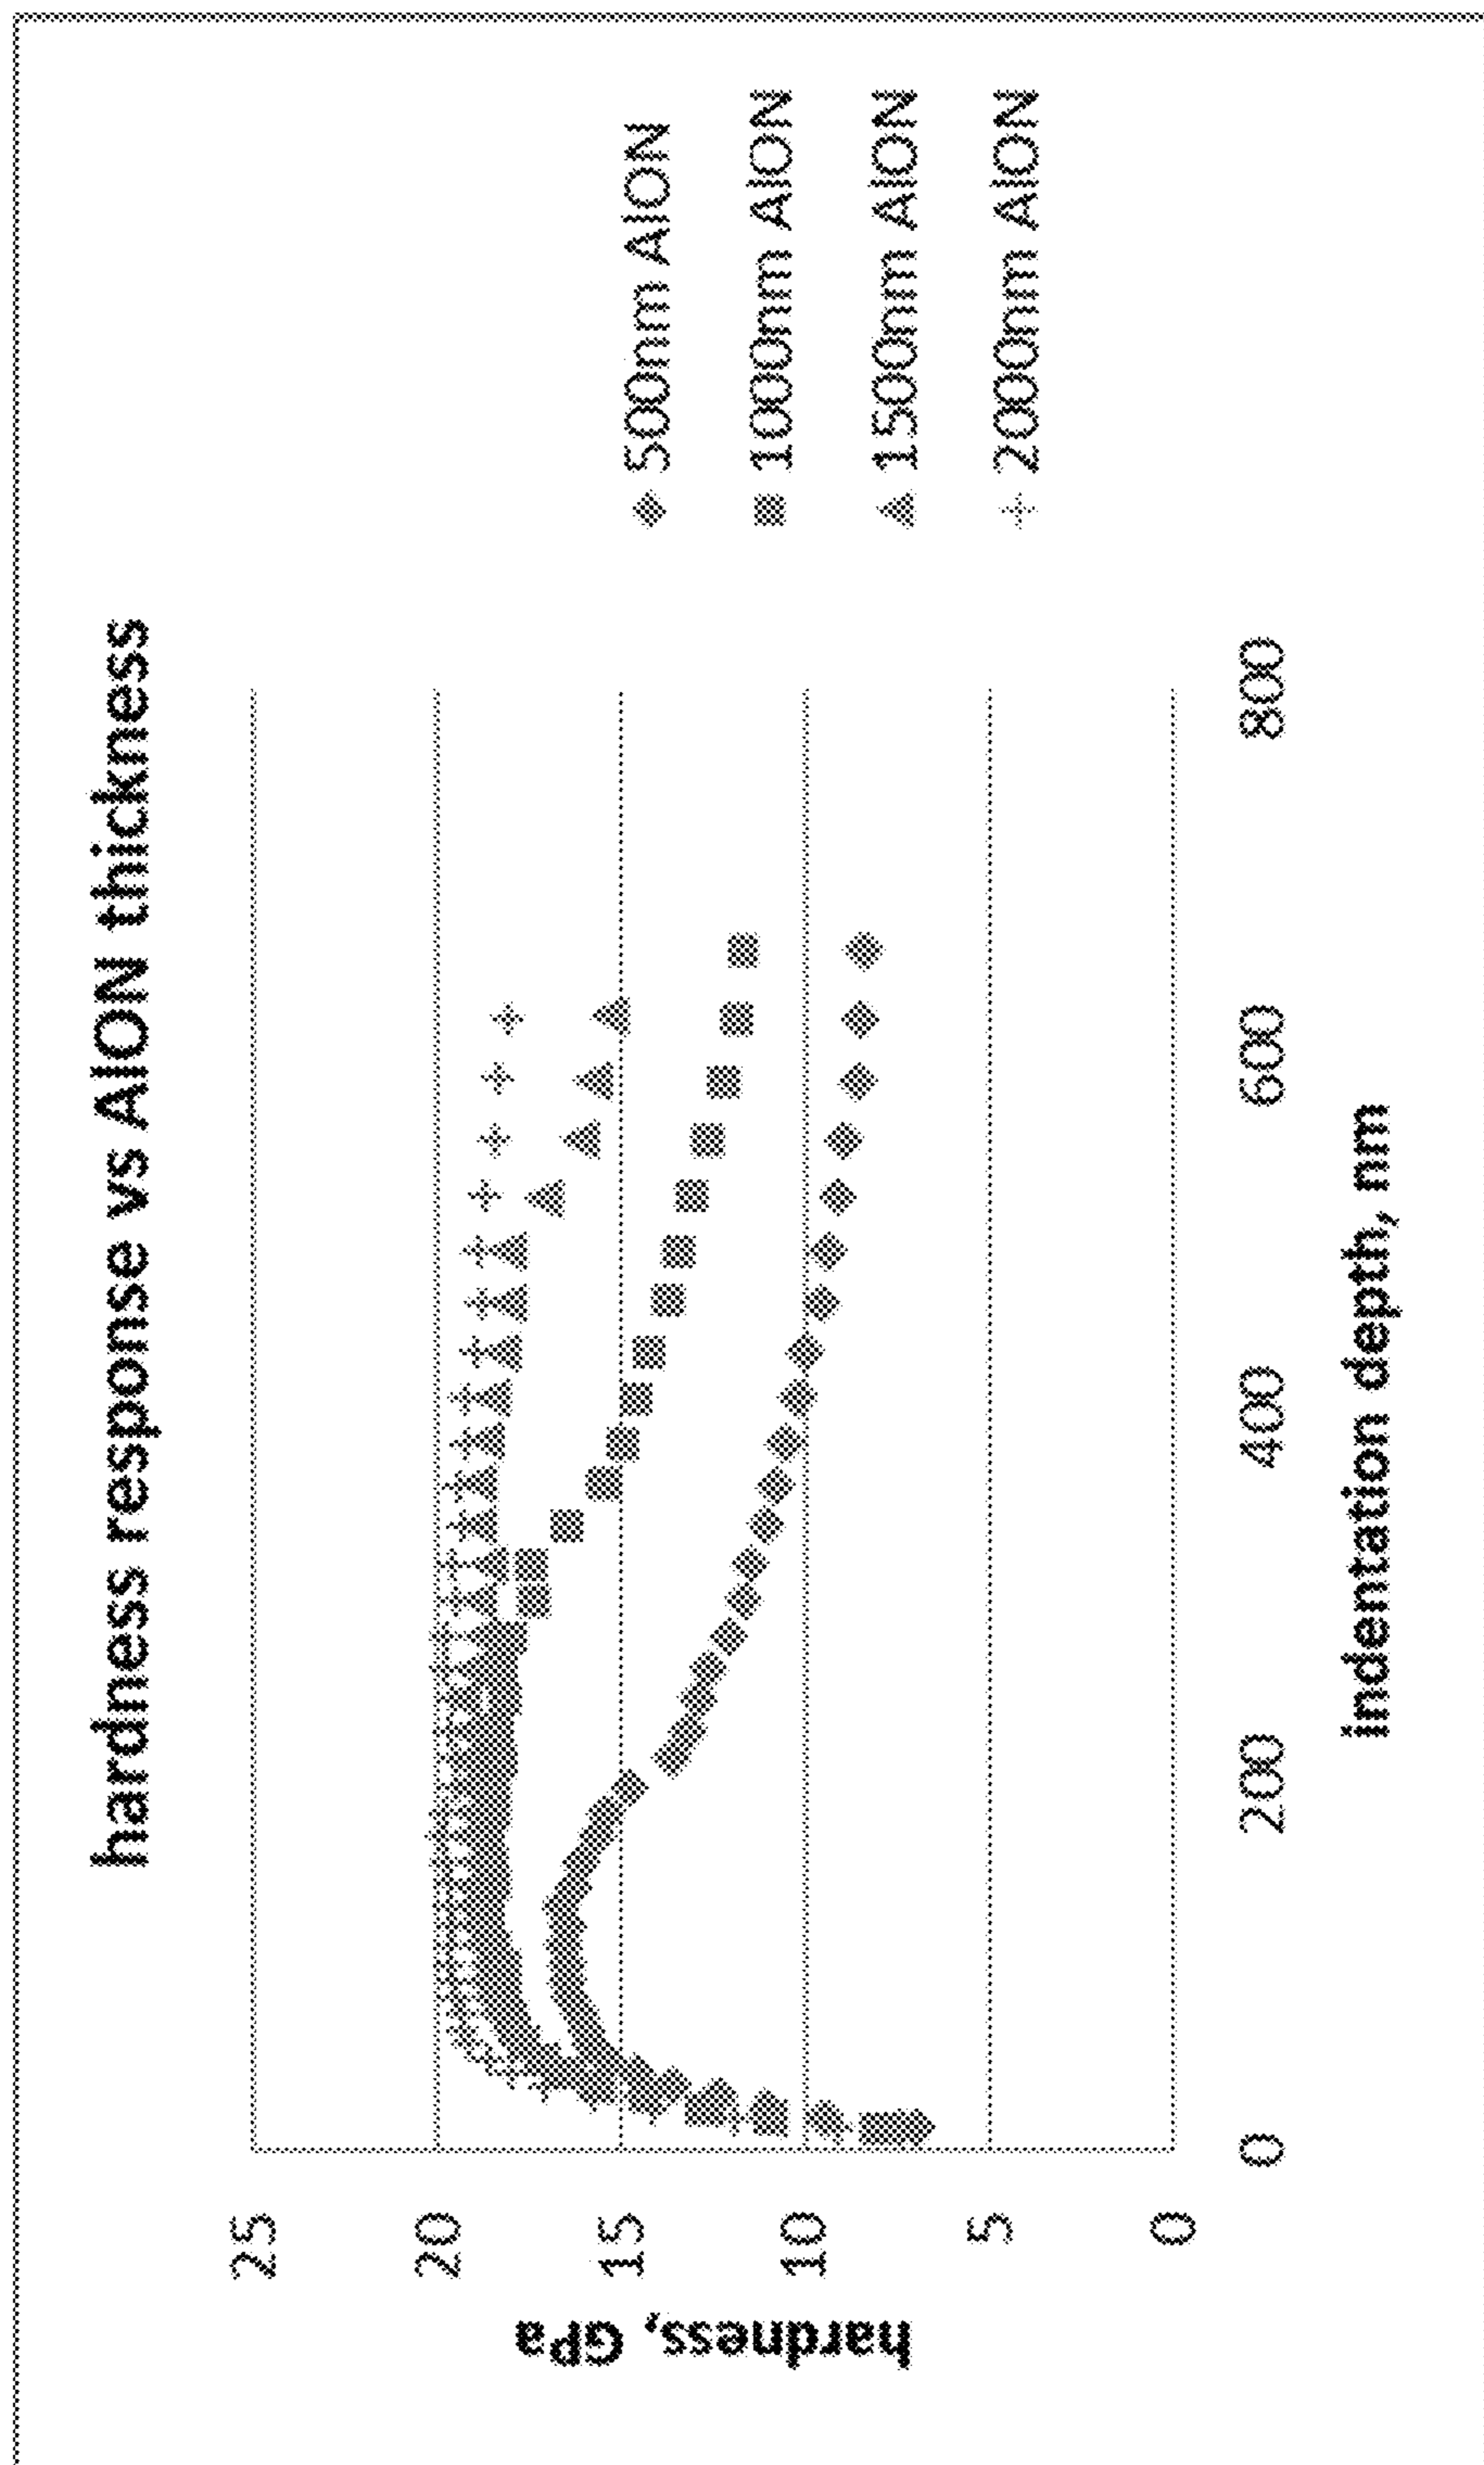 hardness response vs AlON thickness
25
20
15
10
5
0
hardness, GPa
0
200
400
600
800
indentation depth, nm
500nm AlON
1000nm AlON
1500nm AlON
2000nm AlON